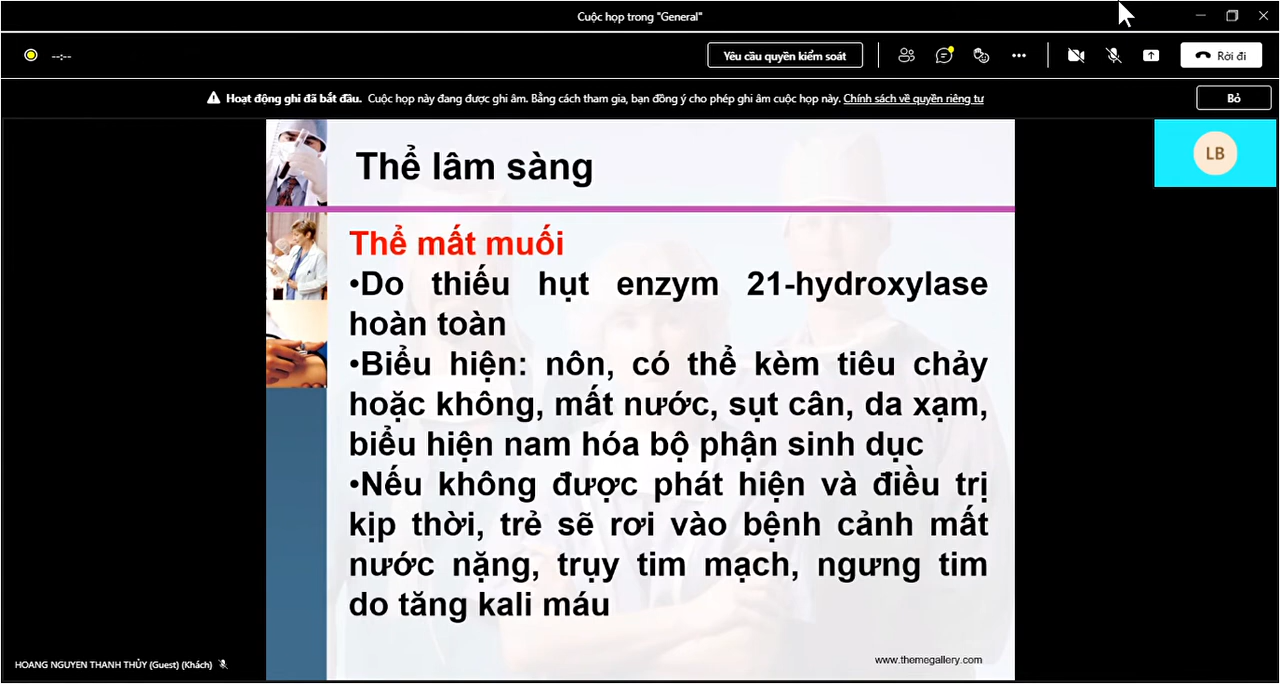 Cuộc họp trong "General"
--:--
Yêu cầu quyền kiểm soát
Rời đi
Hoạt động ghi đã bắt đầu. Cuộc họp này đang được ghi âm. Bằng cách tham gia, bạn đồng ý cho phép ghi âm cuộc họp này. Chính sách về quyền riêng tư
Bỏ
LB
Thể lâm sàng
Thể mất muối
•Do thiếu hụt enzym 21-hydroxylase
hoàn toàn
•Biểu hiện: nôn, có thể kèm tiêu chảy
hoặc không, mất nước, sụt cân, da xạm,
biểu hiện nam hóa bộ phận sinh dục
•Nếu không được phát hiện và điều trị
kịp thời, trẻ sẽ rơi vào bệnh cảnh mất
nước nặng, trụy tim mạch, ngưng tim
do tăng kali máu
www.themegallery.com
HOANG NGUYEN THANH THỦY (Guest) (Khách)